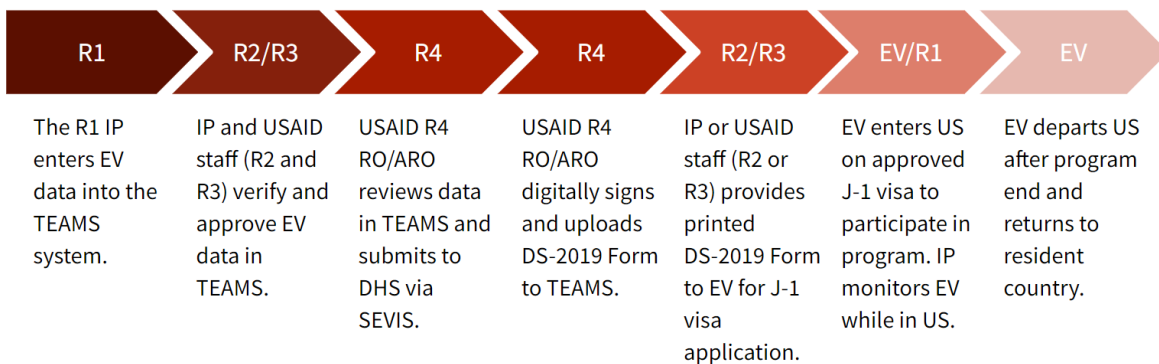 R1
R2/R3
R4
R4
R2/R3
EV/R1
EV
The R1 IP
enters EV
data into the
TEAMS
system.
IP and USAID
staff (R2 and
R3) verify and
approve EV
data in
TEAMS.
USAID R4
RO/ARO
reviews data
in TEAMS and
submits to
DHS via
SEVIS.
USAID R4
RO/ARO
digitally signs
and uploads
DS-2019 Form
to TEAMS.
IP or USAID
staff (R2 or
R3) provides
printed
DS-2019 Form
to EV for J-1
visa
application.
EV enters US
on approved
J-1 visa to
participate in
program. IP
monitors EV
while in US.
EV departs US
after program
end and
returns to
resident
country.